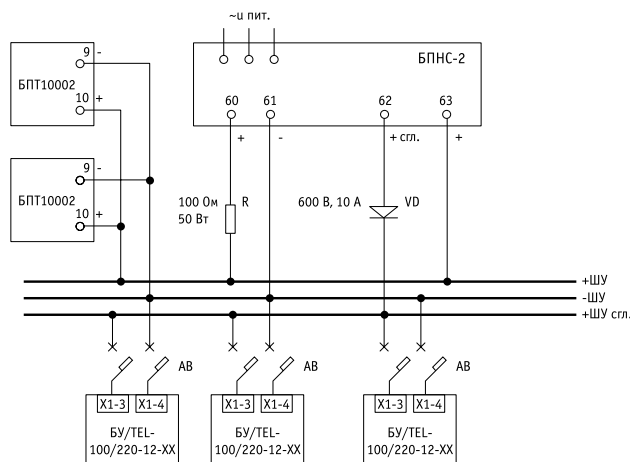 ~u пит.
БПНС-2
60 61 62 63
+ - + сгл. +
9 -
БПТ10002
10 +
9 -
БПТ10002
10 +
100 Ом
50 Вт
R
600 В, 10 А
VD
+ШУ
-ШУ
+ШУ сгл.
АВ АВ АВ
X1-3 X1-4 X1-3 X1-4 X1-3 X1-4
БУ/TEL-
100/220-12-XX
БУ/TEL-
100/220-12-XX
БУ/TEL-
100/220-12-XX